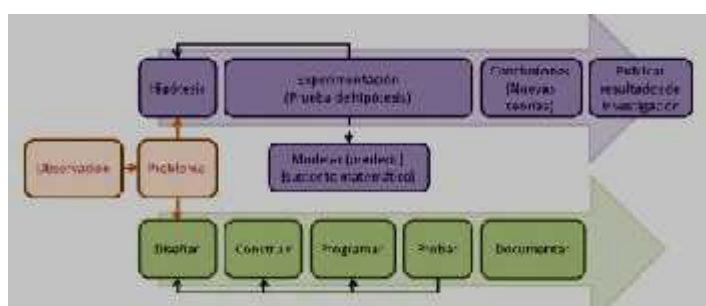 Hipótesis
Experimentación
(Prueba de hipótesis)
Conclusiones
(Nuevas
teorías)
Publicar
resultados de
investigación
Observación
Problema
Modelar (predecir)
(sustento matemático)
Diseñar
Construir
Programar
Probar
Documentar